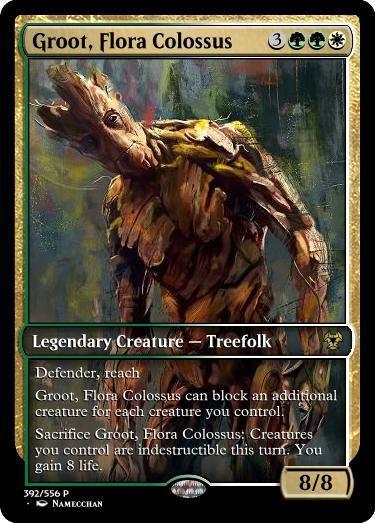 Groot, Flora Colossus 3
Legendary Creature — Treefolk
Defender, reach
Groot, Flora Colossus can block an additional
creature for each creature you control.
Sacrifice Groot, Flora Colossus: Creatures
you control are indestructible this turn. You
gain 8 life.
8/8
392/556 P
· Namecchan